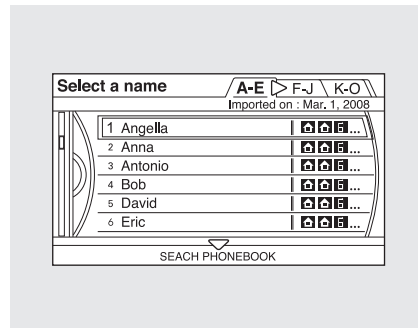 Select a name A-E F-J K-O
Imported on : Mar. 1, 2008
1 Angella ...
2 Anna ...
3 Antonio ...
4 Bob ...
5 David ...
6 Eric ...
SEACH PHONEBOOK